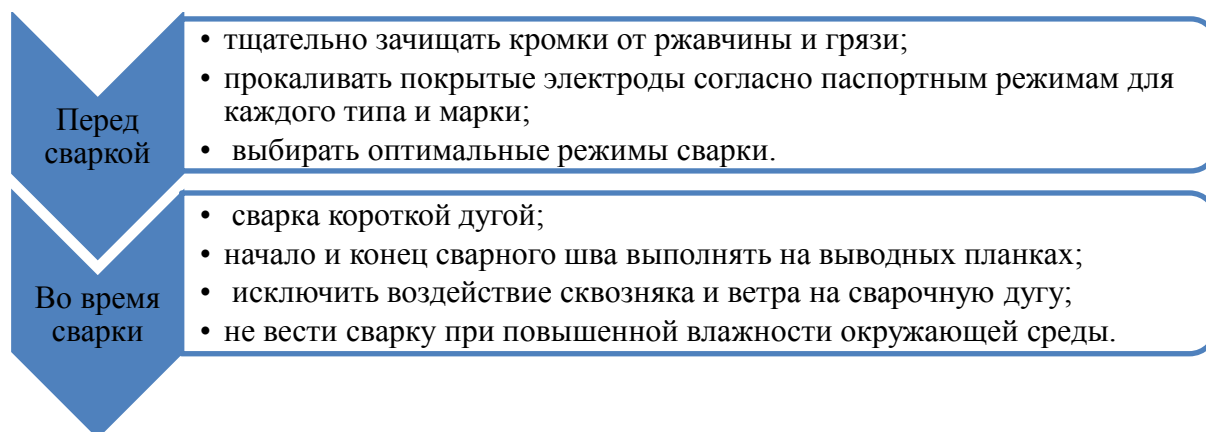 Перед
сваркой
• тщательно зачищать кромки от ржавчины и грязи;
• прокаливать покрытые электроды согласно паспортным режимам для
каждого типа и марки;
• выбирать оптимальные режимы сварки.
Во время
сварки
• сварка короткой дугой;
• начало и конец сварного шва выполнять на выводных планках;
• исключить воздействие сквозняка и ветра на сварочную дугу;
• не вести сварку при повышенной влажности окружающей среды.